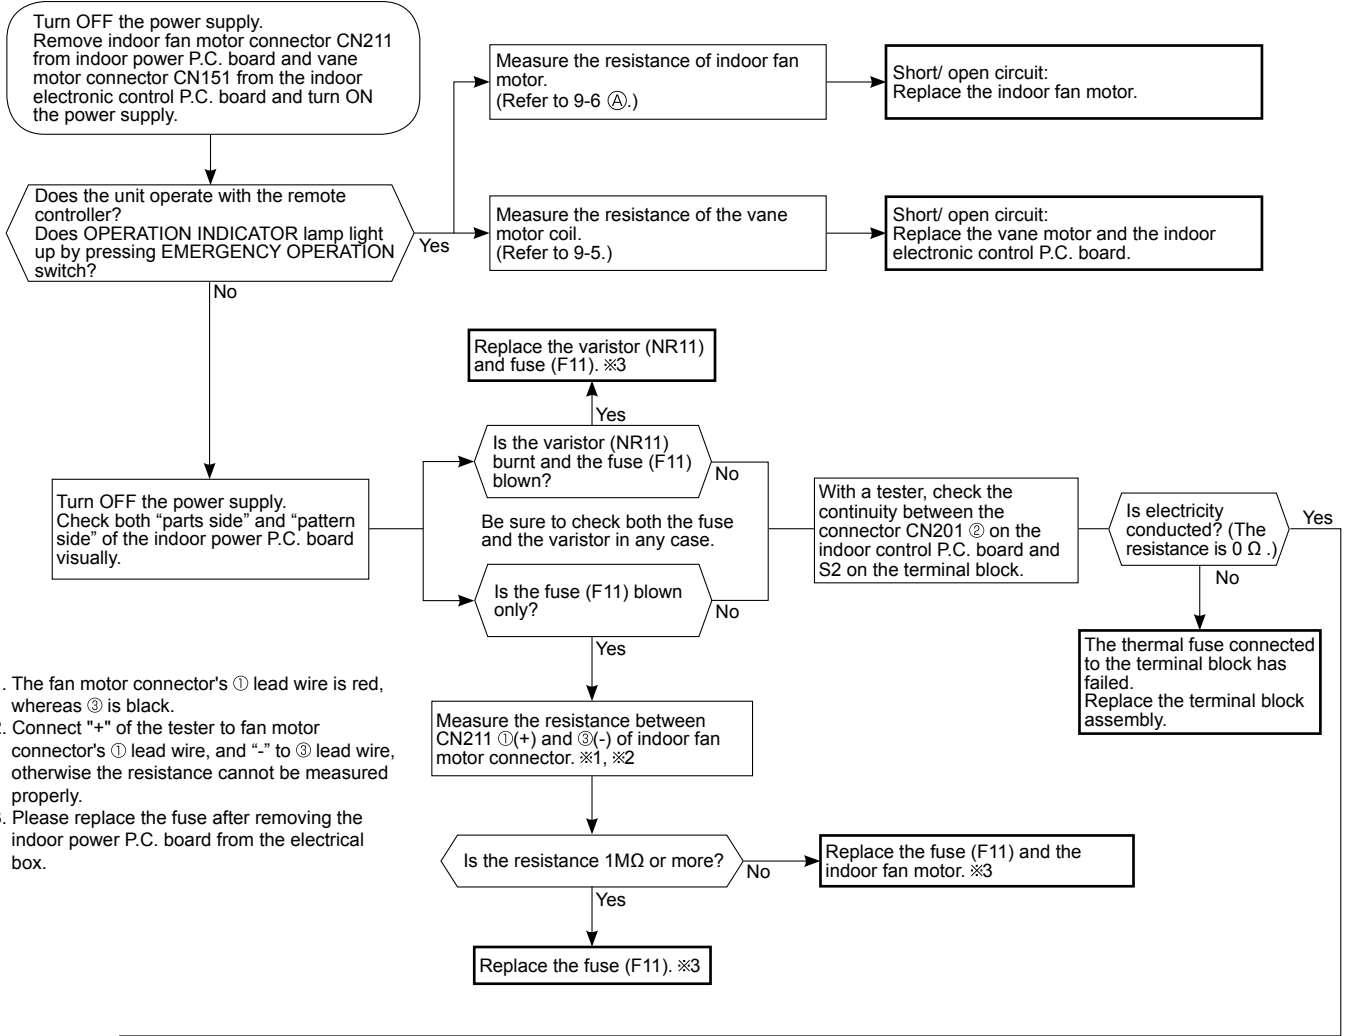 Turn OFF the power supply.
Remove indoor fan motor connector CN211
from indoor power P.C. board and vane
motor connector CN151 from the indoor
electronic control P.C. board and turn ON
the power supply.
Measure the resistance of indoor fan
motor.
(Refer to 9-6 Ⓐ.)
Short/ open circuit:
Replace the indoor fan motor.
Does the unit operate with the remote
controller?
Does OPERATION INDICATOR lamp light
up by pressing EMERGENCY OPERATION
switch?
Yes
Measure the resistance of the vane
motor coil.
(Refer to 9-5.)
Short/ open circuit:
Replace the vane motor and the indoor
electronic control P.C. board.
No
Replace the varistor (NR11)
and fuse (F11). ※3
Yes
Is the varistor (NR11)
burnt and the fuse (F11)
blown?
No
Turn OFF the power supply.
Check both “parts side” and “pattern
side” of the indoor power P.C. board
visually.
Be sure to check both the fuse
and the varistor in any case.
With a tester, check the
continuity between the
connector CN201 ② on the
indoor control P.C. board and
S2 on the terminal block.
Is electricity
conducted? (The
resistance is 0 Ω .)
Yes
No
Is the fuse (F11) blown
only?
No
Yes
The thermal fuse connected
to the terminal block has
failed.
Replace the terminal block
assembly.
. The fan motor connector's ① lead wire is red,
whereas ③ is black.
2. Connect "+" of the tester to fan motor
connector's ① lead wire, and “-” to ③ lead wire,
otherwise the resistance cannot be measured
properly.
3. Please replace the fuse after removing the
indoor power P.C. board from the electrical
box.
Measure the resistance between
CN211 ①(+) and ③(-) of indoor fan
motor connector. ※1, ※2
Is the resistance 1MΩ or more?
No
Replace the fuse (F11) and the
indoor fan motor. ※3
Yes
Replace the fuse (F11). ※3